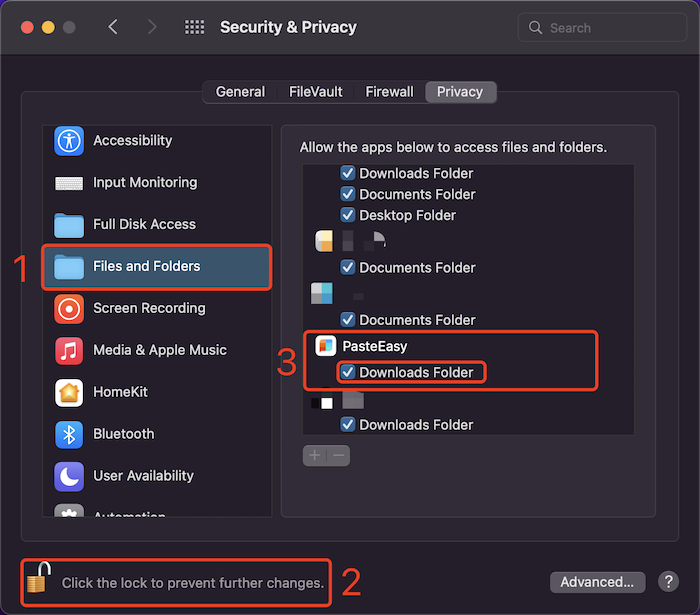 Security & Privacy
Search
General
FileVault
Firewall
Privacy
Accessibility
Input Monitoring
Full Disk Access
1
Files and Folders
Screen Recording
Media & Apple Music
HomeKit
Bluetooth
User Availability
Automation
Allow the apps below to access files and folders.
Downloads Folder
Documents Folder
Desktop Folder
Documents Folder
Documents Folder
3
PasteEasy
Downloads Folder
Downloads Folder
+
−
Click the lock to prevent further changes.
2
Advanced...
?